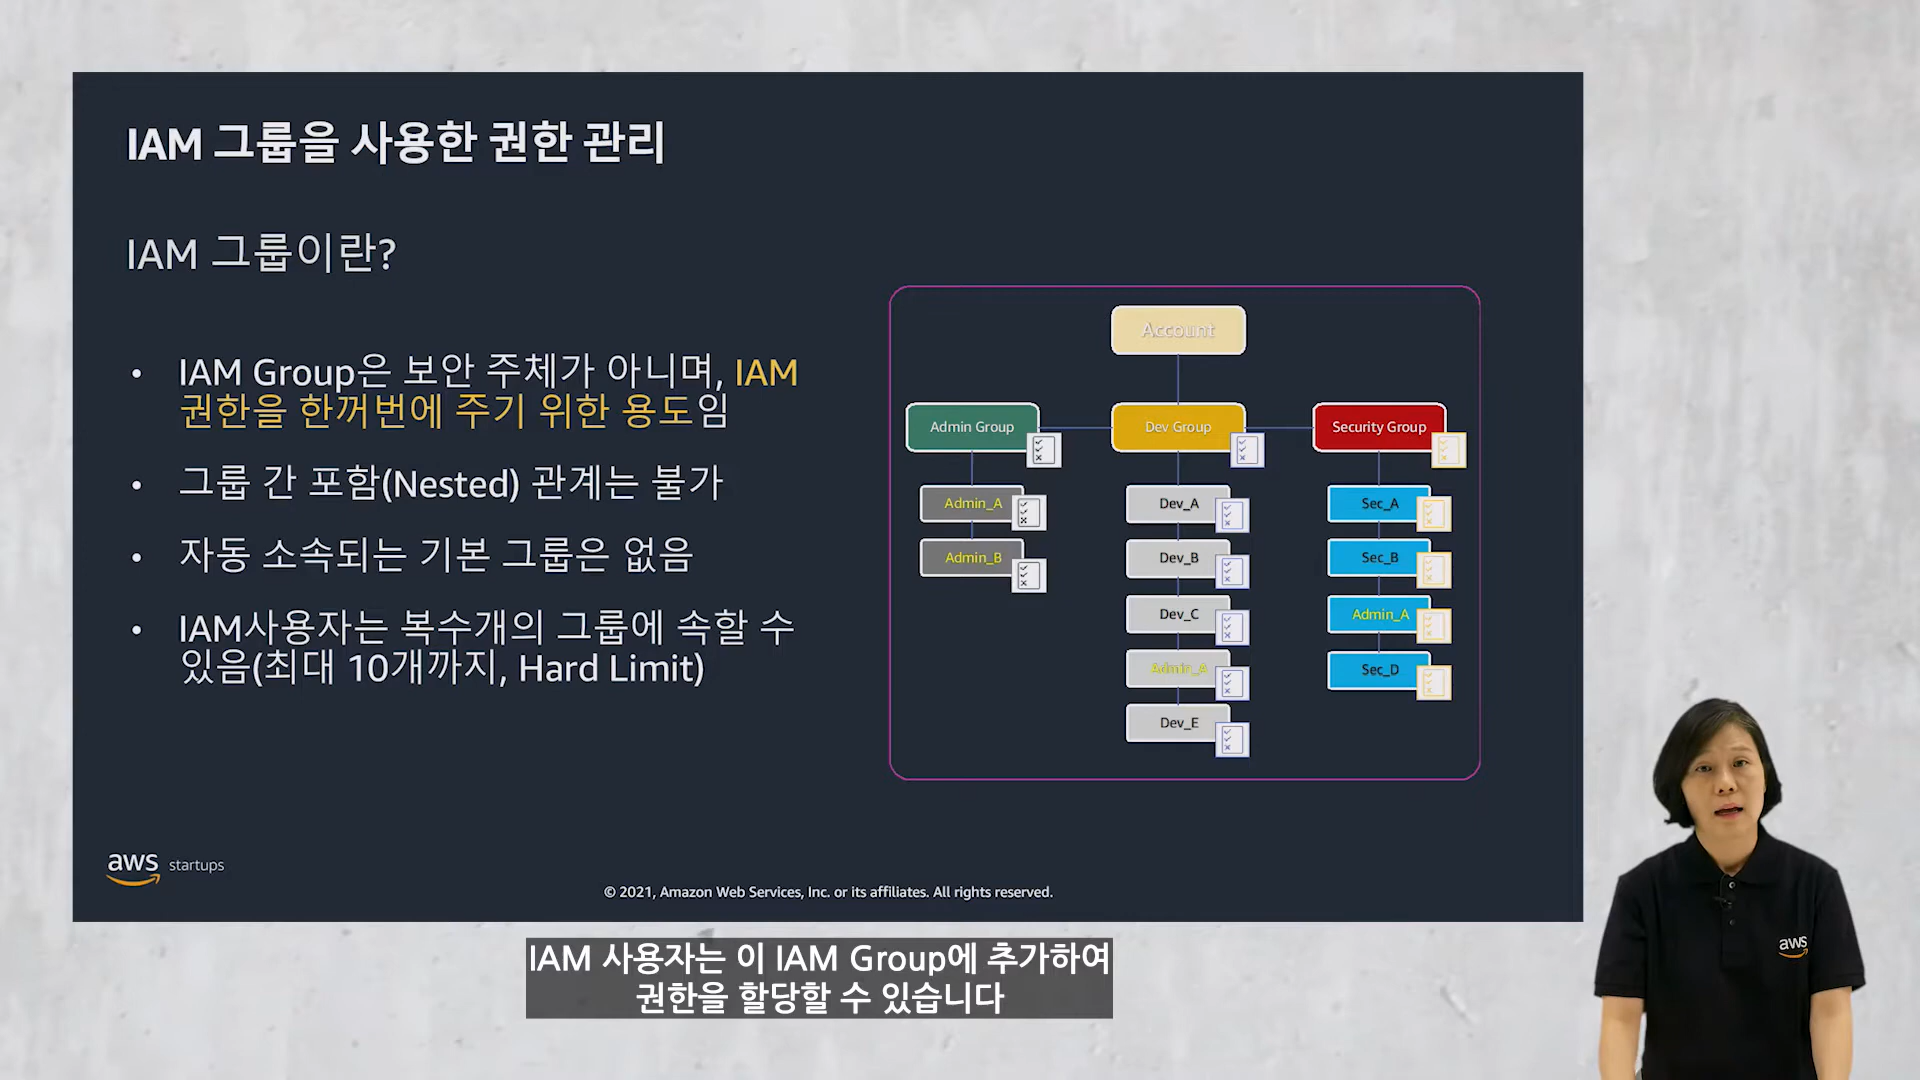 IAM 그룹을 사용한 권한 관리
IAM 그룹이란?
• IAM Group은 보안 주체가 아니며, IAM
권한을 한꺼번에 주기 위한 용도임
• 그룹 간 포함(Nested) 관계는 불가
• 자동 소속되는 기본 그룹은 없음
• IAM사용자는 복수개의 그룹에 속할 수
있음(최대 10개까지, Hard Limit)
Account
Admin Group
Dev Group
Security Group
Admin_A
Admin_B
Dev_A
Dev_B
Dev_C
Admin_A
Dev_E
Sec_A
Sec_B
Admin_A
Sec_D
aws startups
© 2021, Amazon Web Services, Inc. or its affiliates. All rights reserved.
aws
IAM 사용자는 이 IAM Group에 추가하여
권한을 할당할 수 있습니다